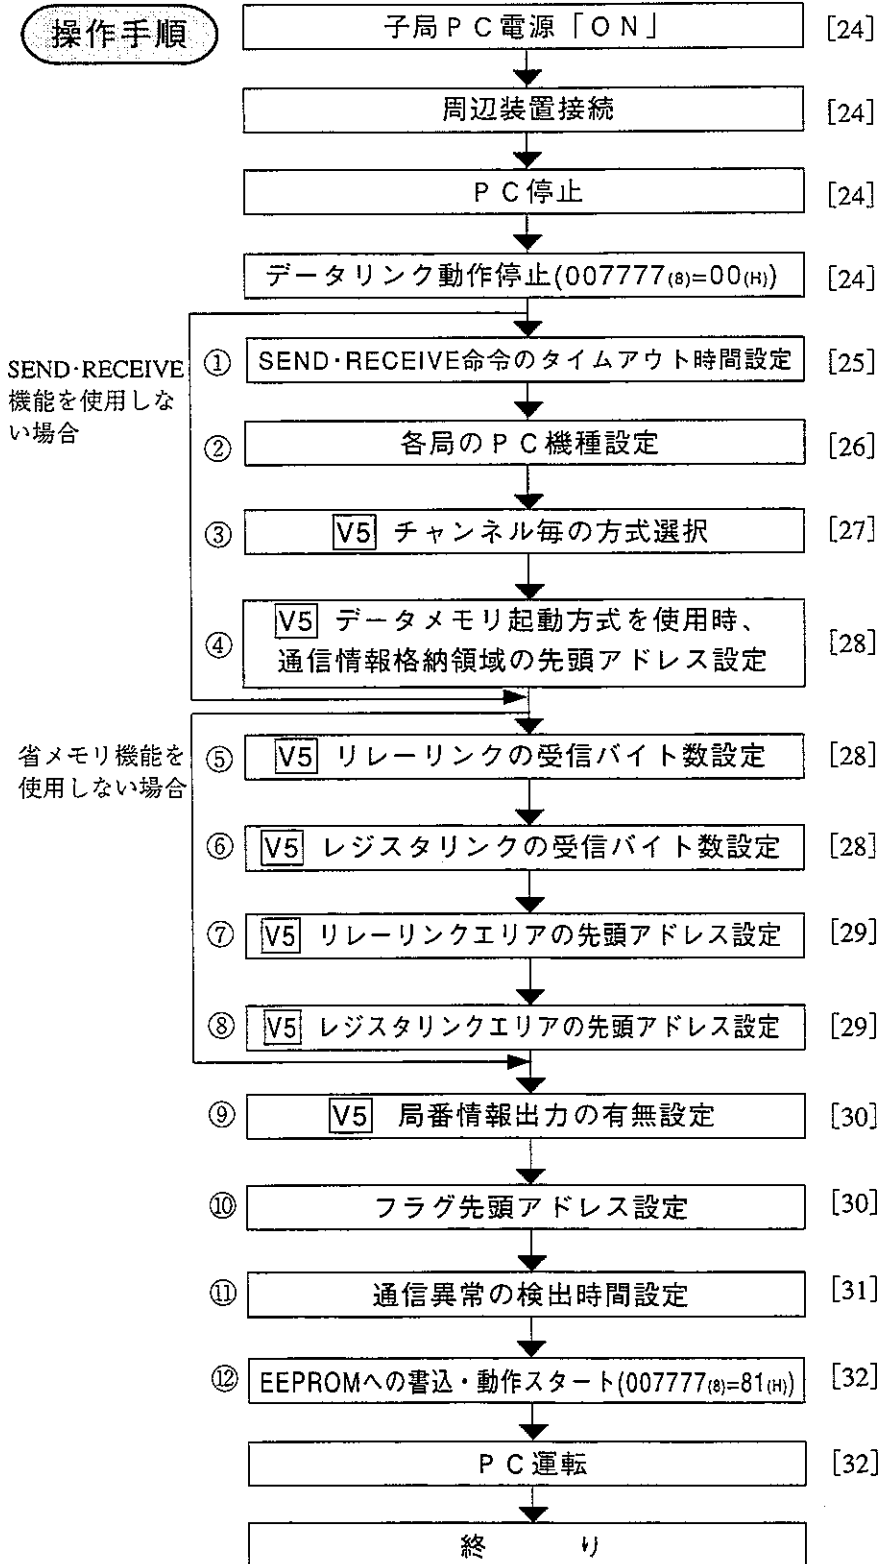 操作手順
子局PC電源「ON」 [24]
周辺装置接続 [24]
PC停止 [24]
データリンク動作停止(007777(8)=00(H)) [24]
SEND・RECEIVE
機能を使用しな
い場合
① SEND・RECEIVE命令のタイムアウト時間設定 [25]
② 各局のPC機種設定 [26]
③ V5 チャンネル毎の方式選択 [27]
④ V5 データメモリ起動方式を使用時、
通信情報格納領域の先頭アドレス設定 [28]
省メモリ機能を
使用しない場合
⑤ V5 リレーリンクの受信バイト数設定 [28]
⑥ V5 レジスタリンクの受信バイト数設定 [28]
⑦ V5 リレーリンクエリアの先頭アドレス設定 [29]
⑧ V5 レジスタリンクエリアの先頭アドレス設定 [29]
⑨ V5 局番情報出力の有無設定 [30]
⑩ フラグ先頭アドレス設定 [30]
⑪ 通信異常の検出時間設定 [31]
⑫ EEPROMへの書込・動作スタート(007777(8)=81(H)) [32]
PC運転 [32]
終 り